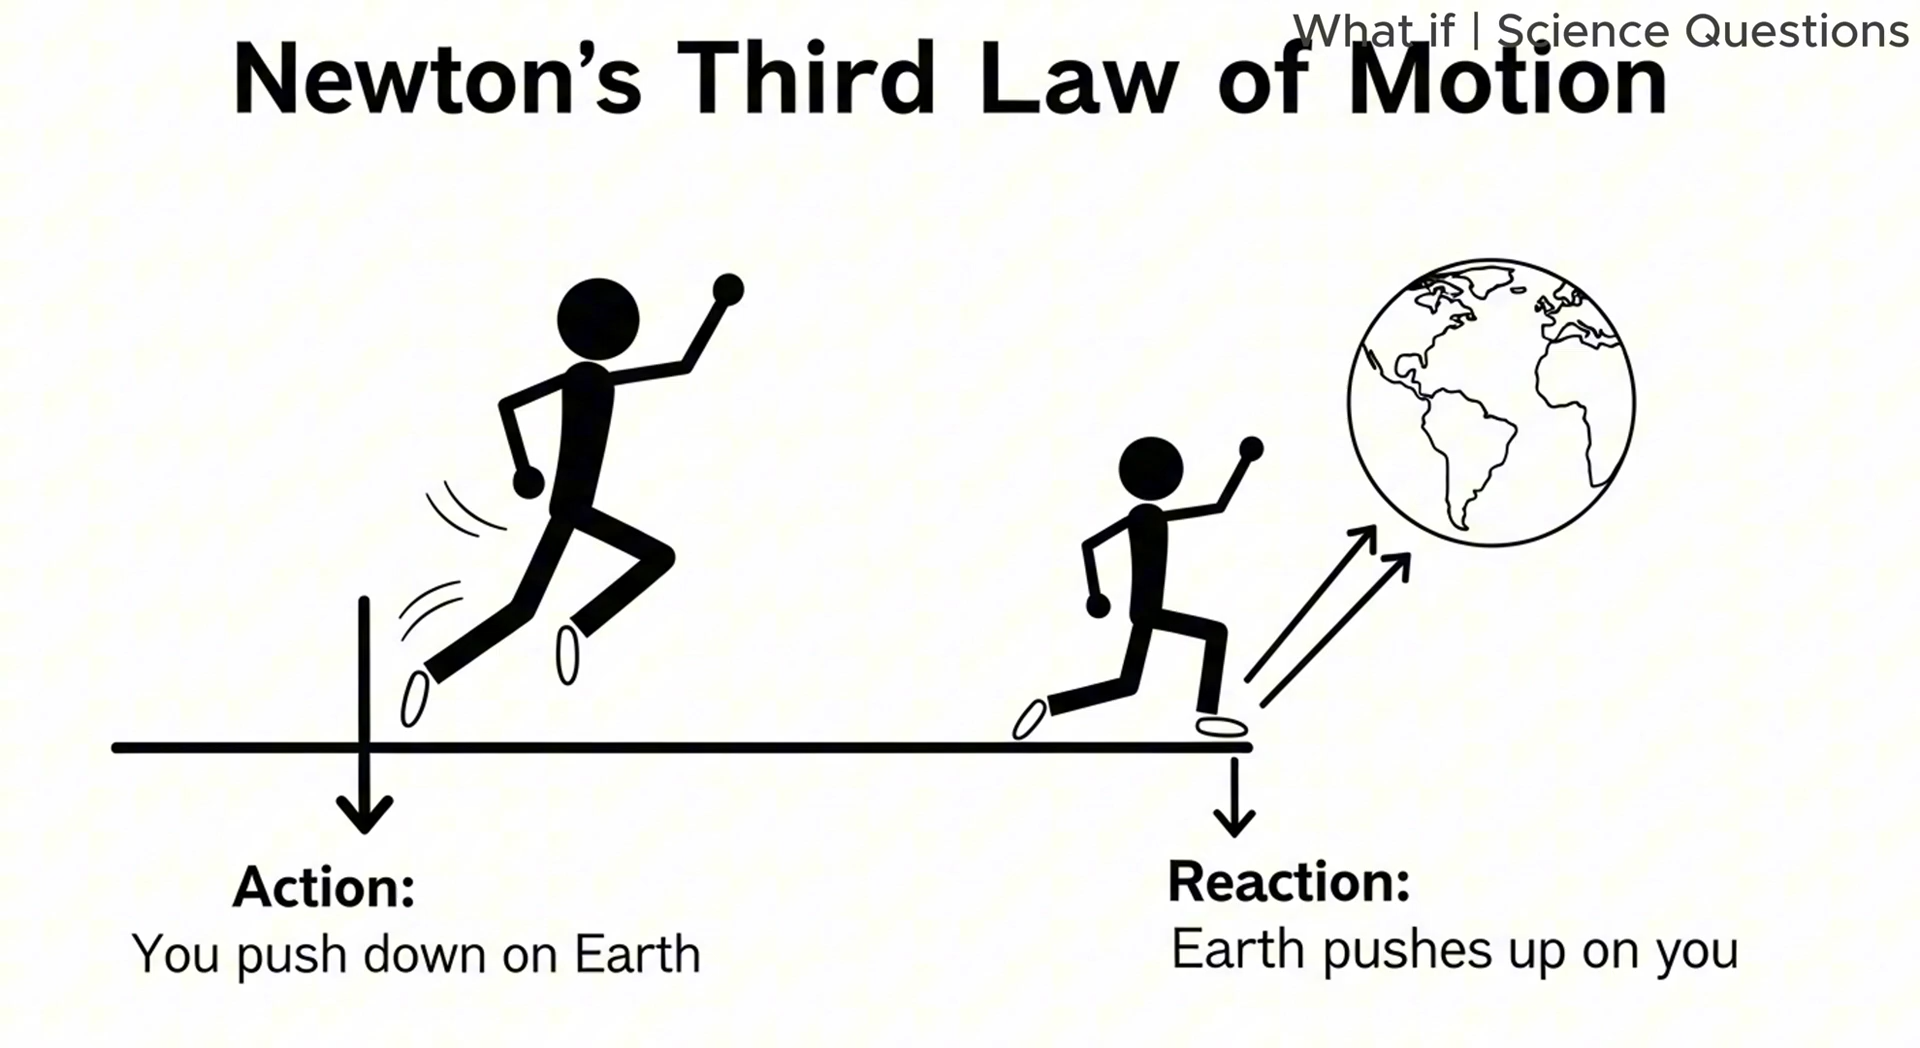 What if | Science Questions
Newton’s Third Law of Motion
Action:
You push down on Earth
Reaction:
Earth pushes up on you